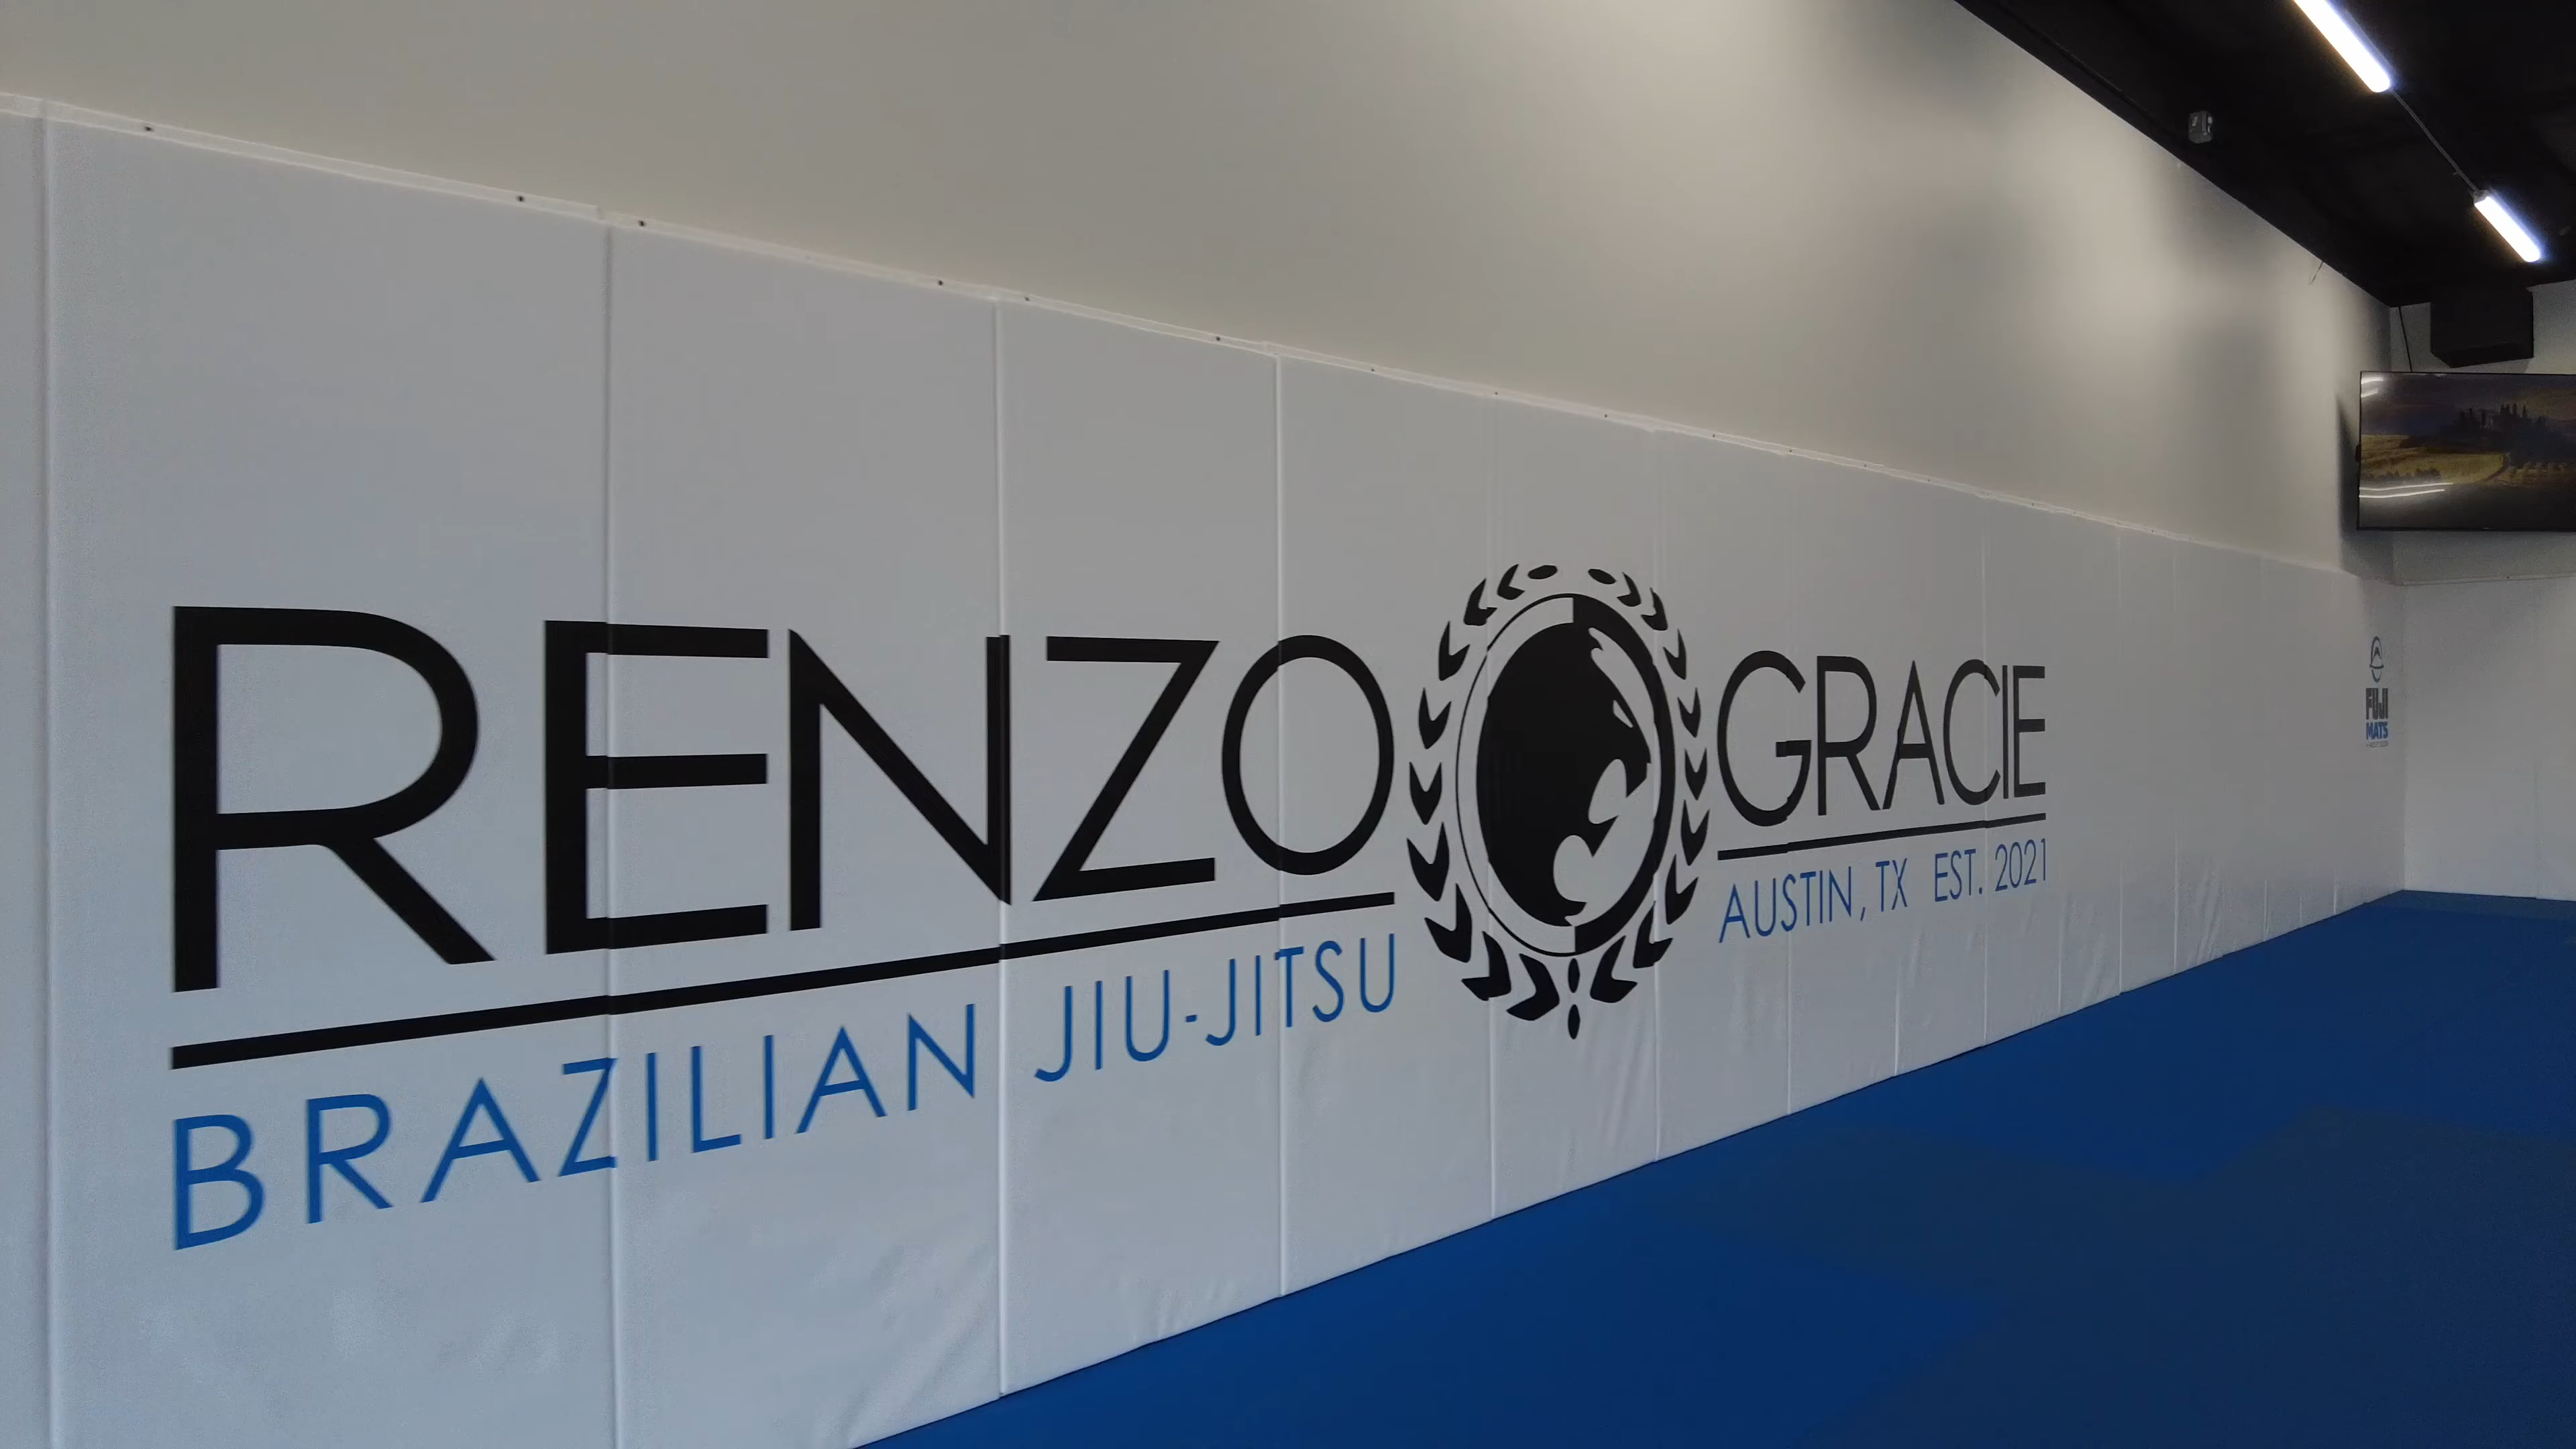 RENZO GRACIE
BRAZILIAN JIU-JITSU
AUSTIN, TX EST. 2021
FUJI
MATS